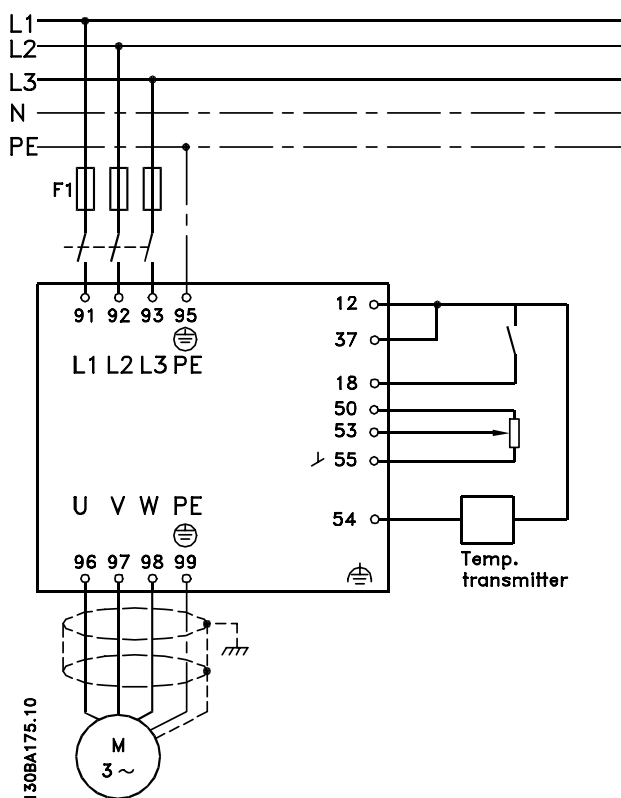 L1
L2
L3
N
PE
F1
91 92 93 95
L1 L2 L3 PE
12
37
18
50
53
55
54
Temp.
transmitter
U V W PE
96 97 98 99
M
3~
130BA175.10